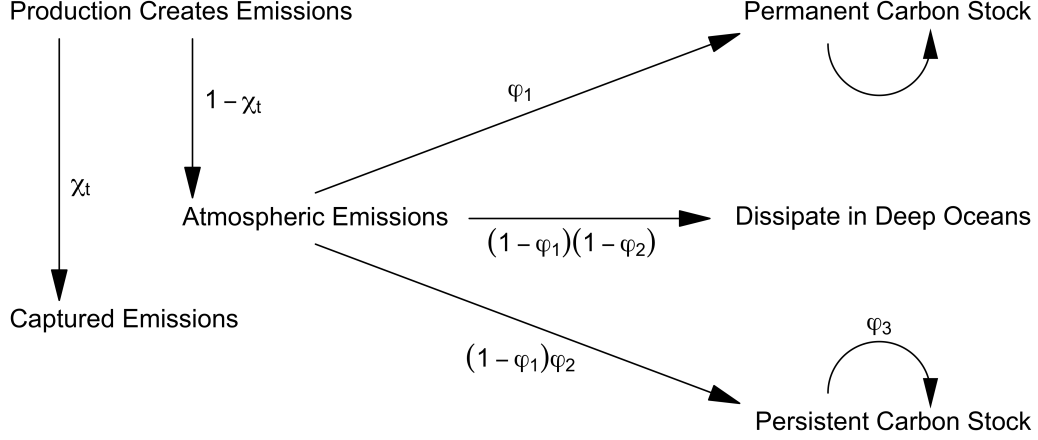 Production Creates Emissions
Permanent Carbon Stock
φ₁
1 − χₜ
χₜ
Atmospheric Emissions
Dissipate in Deep Oceans
(1 − φ₁)(1 − φ₂)
Captured Emissions
φ₃
(1 − φ₁)φ₂
Persistent Carbon Stock